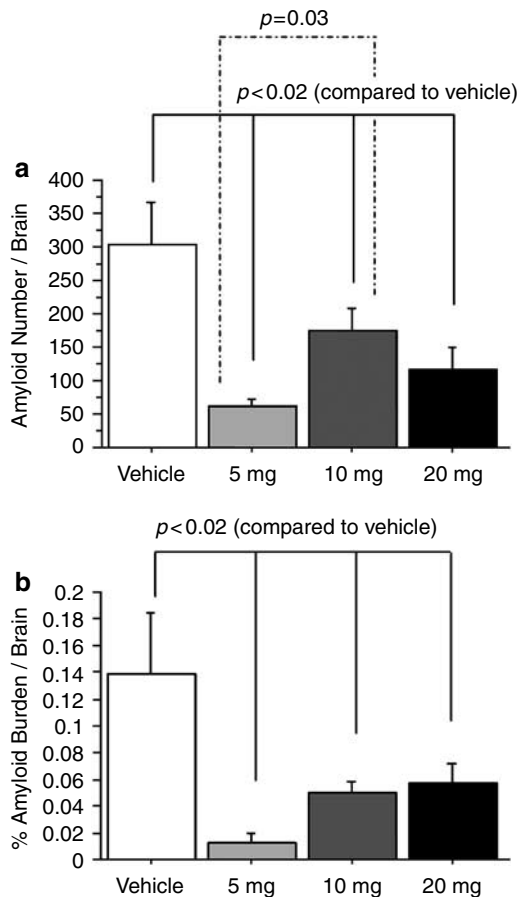 p=0.03
p<0.02 (compared to vehicle)
a
Amyloid Number / Brain
400
350
300
250
200
150
100
50
0
Vehicle 5 mg 10 mg 20 mg
p<0.02 (compared to vehicle)
b
% Amyloid Burden / Brain
0.2
0.18
0.16
0.14
0.12
0.1
0.08
0.06
0.04
0.02
0
Vehicle 5 mg 10 mg 20 mg